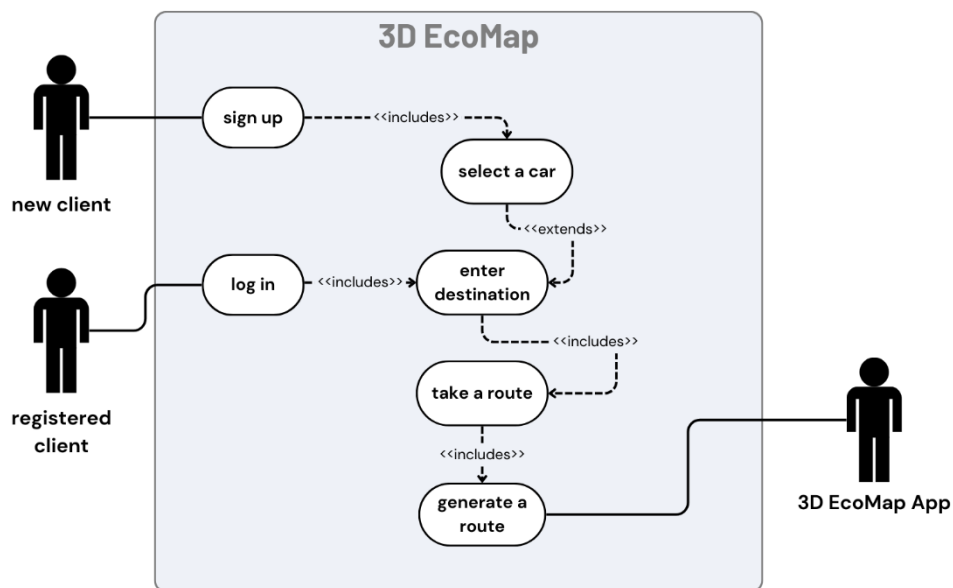 3D EcoMap
sign up
<<includes>>
select a car
new client
<<extends>>
log in
<<includes>>
enter
destination
<<includes>>
take a route
registered
client
<<includes>>
generate a
route
3D EcoMap App